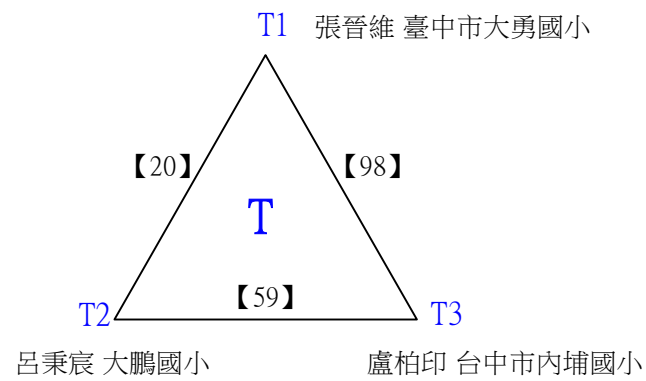 T1 張晉維 臺中市大勇國小
【20】 【98】
T
【59】
T2 T3
呂秉宸 大鵬國小 盧柏印 台中市內埔國小